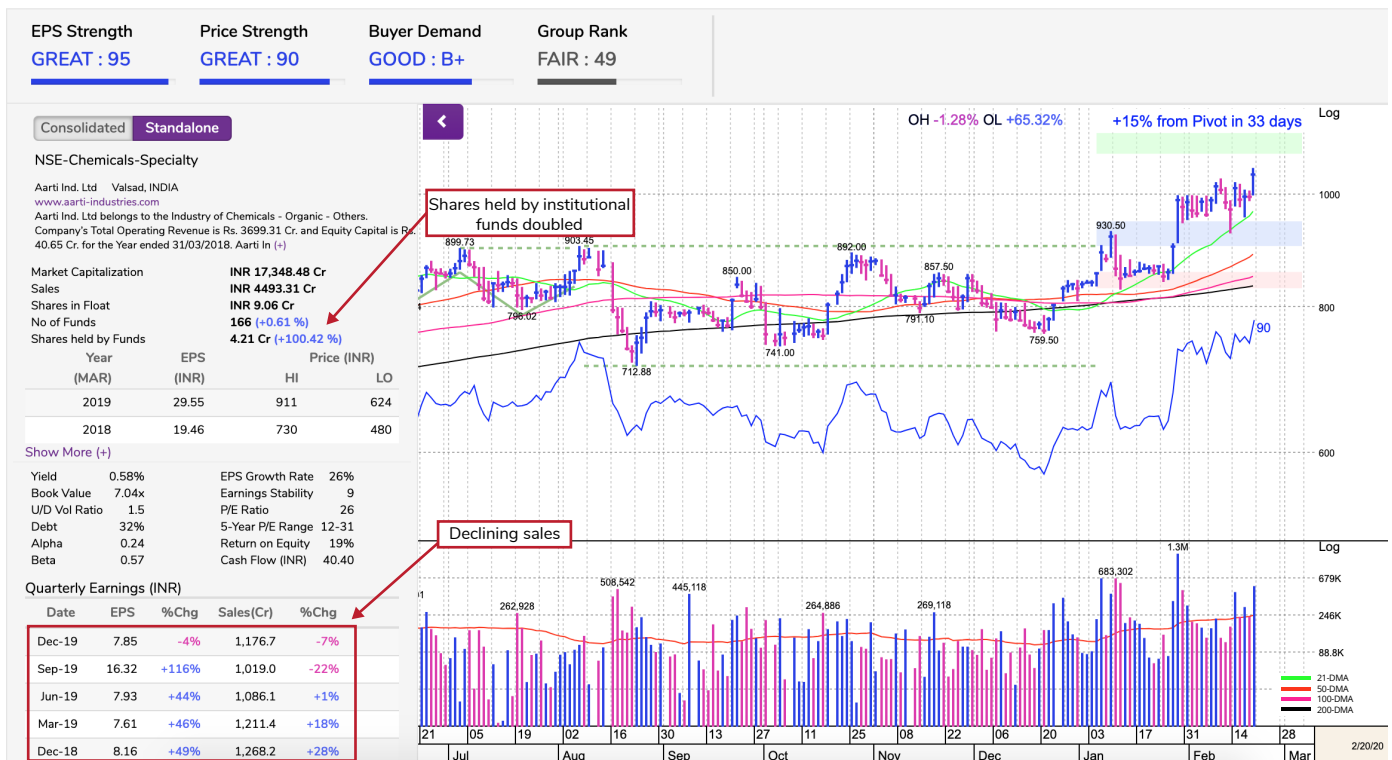 EPS Strength Price Strength Buyer Demand Group Rank
GREAT : 95 GREAT : 90 GOOD : B+ FAIR : 49
Consolidated Standalone
NSE-Chemicals-Specialty
Aarti Ind. Ltd Valsad, INDIA
www.aarti-industries.com
Aarti Ind. Ltd belongs to the Industry of Chemicals - Organic - Others.
Company's Total Operating Revenue is Rs. 3699.31 Cr. and Equity Capital is Rs.
40.65 Cr. for the Year ended 31/03/2018. Aarti In (+)
Market Capitalization INR 17,348.48 Cr
Sales INR 4493.31 Cr
Shares in Float INR 9.06 Cr
No of Funds 166 (+0.61 %)
Shares held by Funds 4.21 Cr (+100.42 %)
Year EPS Price (INR)
(MAR) (INR) HI LO
2019 29.55 911 624
2018 19.46 730 480
Show More (+)
Yield 0.58% EPS Growth Rate 26%
Book Value 7.04x Earnings Stability 9
U/D Vol Ratio 1.5 P/E Ratio 26
Debt 32% 5-Year P/E Range 12-31
Alpha 0.24 Return on Equity 19%
Beta 0.57 Cash Flow (INR) 40.40
Quarterly Earnings (INR)
Date EPS %Chg Sales(Cr) %Chg
Dec-19 7.85 -4% 1,176.7 -7%
Sep-19 16.32 +116% 1,019.0 -22%
Jun-19 7.93 +44% 1,086.1 +1%
Mar-19 7.61 +46% 1,211.4 +18%
Dec-18 8.16 +49% 1,268.2 +28%
Shares held by institutional
funds doubled
Declining sales
OH -1.28% OL +65.32%
+15% from Pivot in 33 days
Log
1000
800
600
899.73
903.45
796.02
712.88
850.00
741.00
892.00
791.10
857.50
759.50
930.50
90
Log
679K
246K
88.8K
262,928
508,542
445,118
264,886
269,118
683,302
1.3M
21-DMA
50-DMA
100-DMA
200-DMA
21 05 19 02 16 30 13 27 11 25 08 22 06 20 03 17 31 14 28
Jul Aug Sep Oct Nov Dec Jan Feb Mar
2/20/20